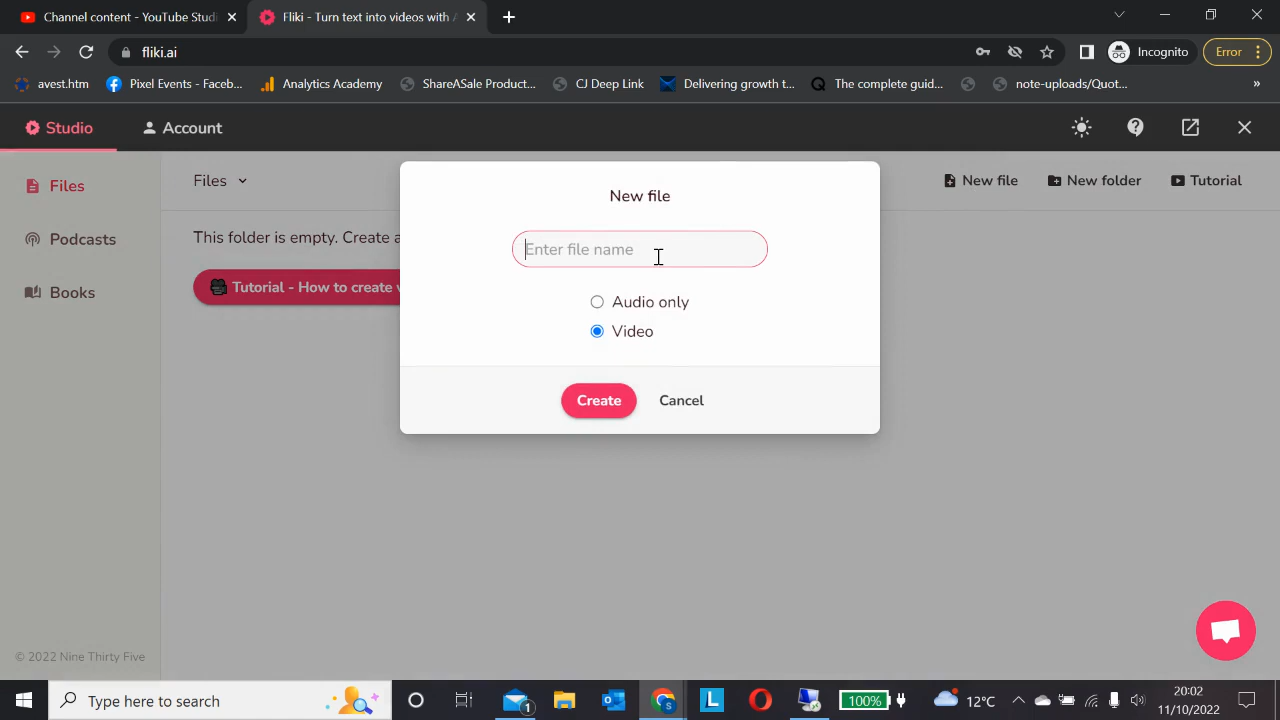 Channel content - YouTube Studi
Fliki - Turn text into videos with A
fliki.ai
Incognito
Error
avest.htm
Pixel Events - Faceb...
Analytics Academy
ShareASale Product...
CJ Deep Link
Delivering growth t...
The complete guid...
note-uploads/Quot...
»
Studio
Account
Files
Files
New file
New folder
Tutorial
Podcasts
Books
This folder is empty. Create a
Tutorial - How to create v
New file
Enter file name
Audio only
Video
Create
Cancel
© 2022 Nine Thirty Five
Type here to search
1
S
L
100%
12°C
20:02
11/10/2022